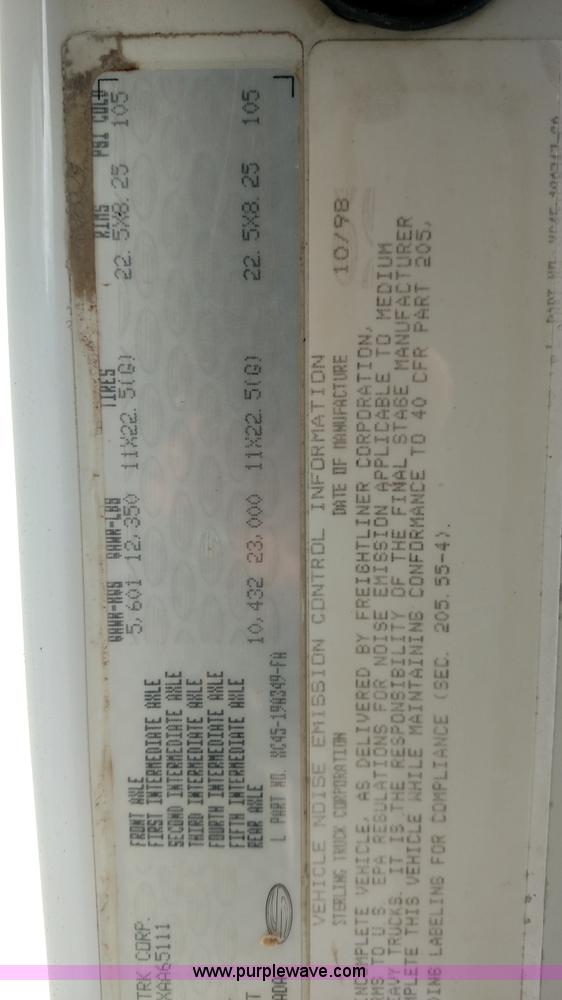 TRK CORP.
XAA65111
GAWR-KGS GAWR-LBS TIRES RIMS PSI COLD
FRONT AXLE 5,601 12,350 11X22.5(G) 22.5X8.25 105
FIRST INTERMEDIATE AXLE
SECOND INTERMEDIATE AXLE
THIRD INTERMEDIATE AXLE
FOURTH INTERMEDIATE AXLE
FIFTH INTERMEDIATE AXLE
REAR AXLE 10,432 23,000 11X22.5(G) 22.5X8.25 105
L PART NO. XC45-19A349-FA
VEHICLE NOISE EMISSION CONTROL INFORMATION
STERLING TRUCK CORPORATION DATE OF MANUFACTURE 10/98
NCOMPLETE VEHICLE, AS DELIVERED BY FREIGHTLINER CORPORATION,
RMS TO U.S. EPA REGULATIONS FOR NOISE EMISSION APPLICABLE TO MEDIUM
EAVY TRUCKS. IT IS THE RESPONSIBILITY OF THE FINAL STAGE MANUFACTURER
PLETE THIS VEHICLE WHILE MAINTAINING CONFORMANCE TO 40 CFR PART 205,
ING LABELING FOR COMPLIANCE (SEC. 205.55-4).
www.purplewave.com